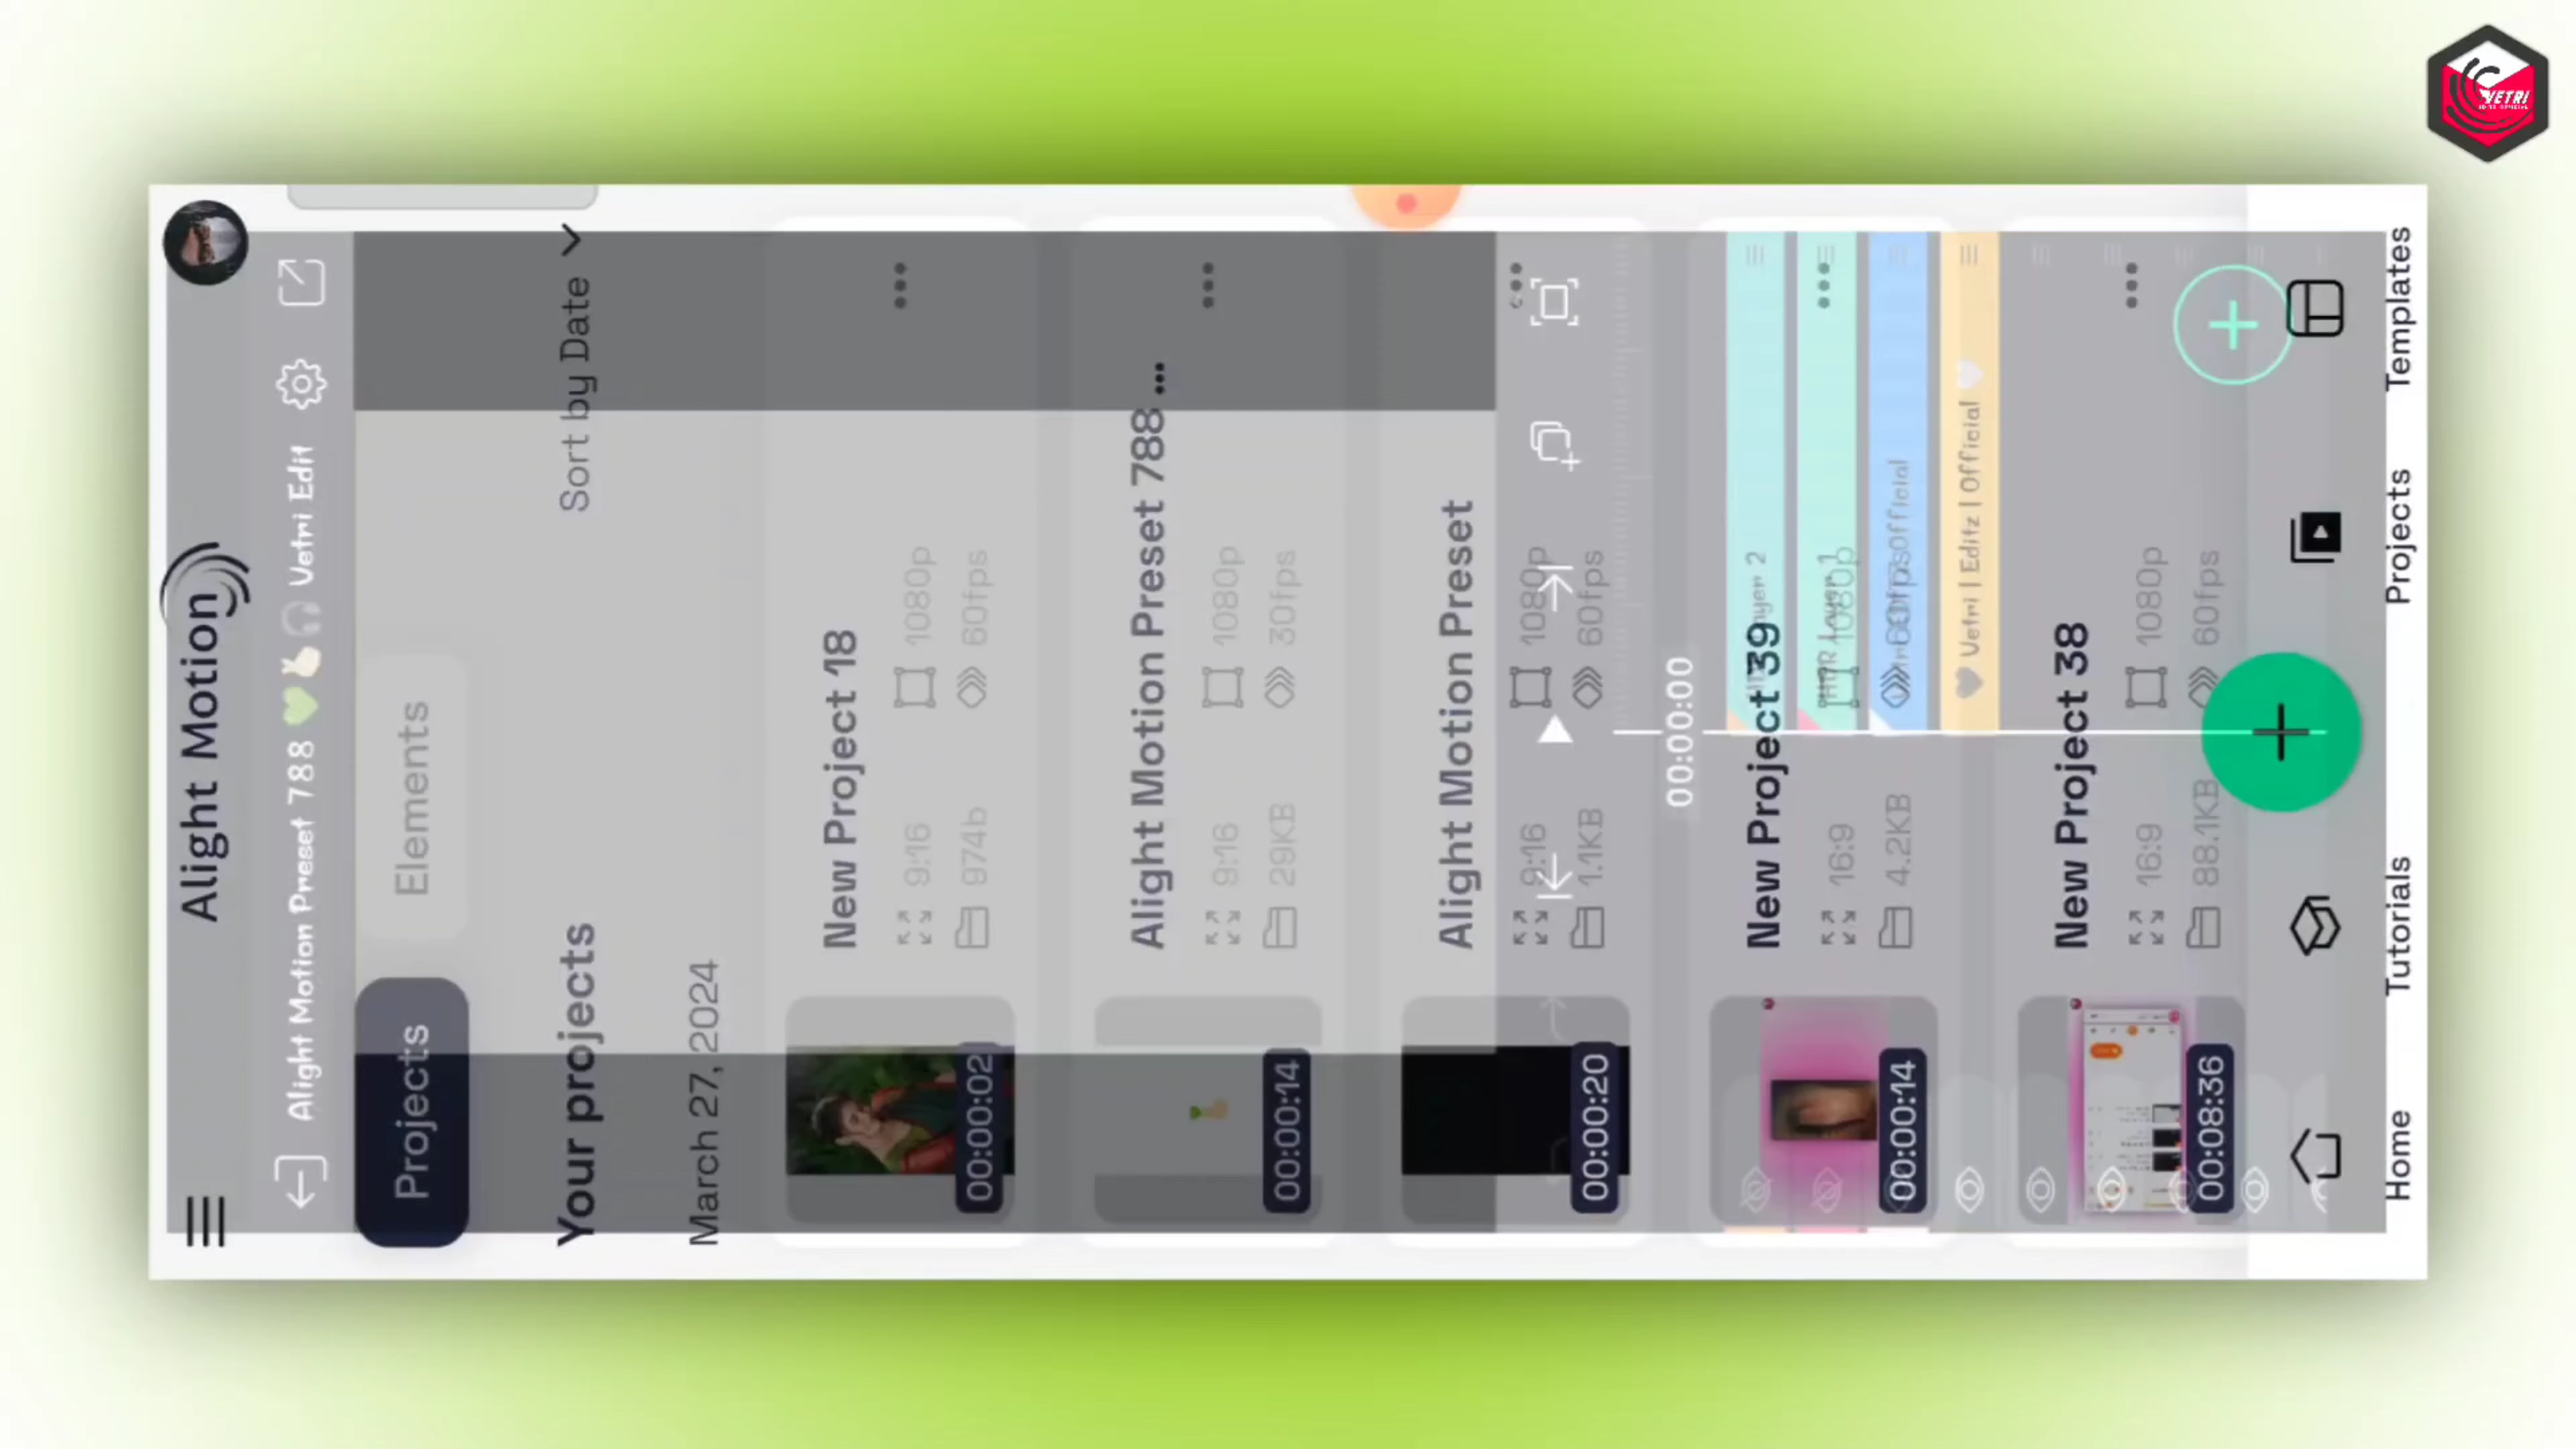 VETRI
Alight Motion
Alight Motion Preset 788 💚🐇🎧 Vetri Edit
Projects
Elements
Your projects
Sort by Date
March 27, 2024
New Project 18
9:16
1080p
974b
60fps
00:00:02
Alight Motion Preset 788 ...
9:16
1080p
29KB
30fps
00:00:14
Alight Motion Preset
9:16
1080p
1.1KB
60fps
00:00:20
00:00:00
New Project 39
16:9
1080p
4.2KB
60fps
00:00:14
Vetri | Editz | Official
New Project 38
16:9
1080p
88.1KB
60fps
00:08:36
Home
Tutorials
Projects
Templates